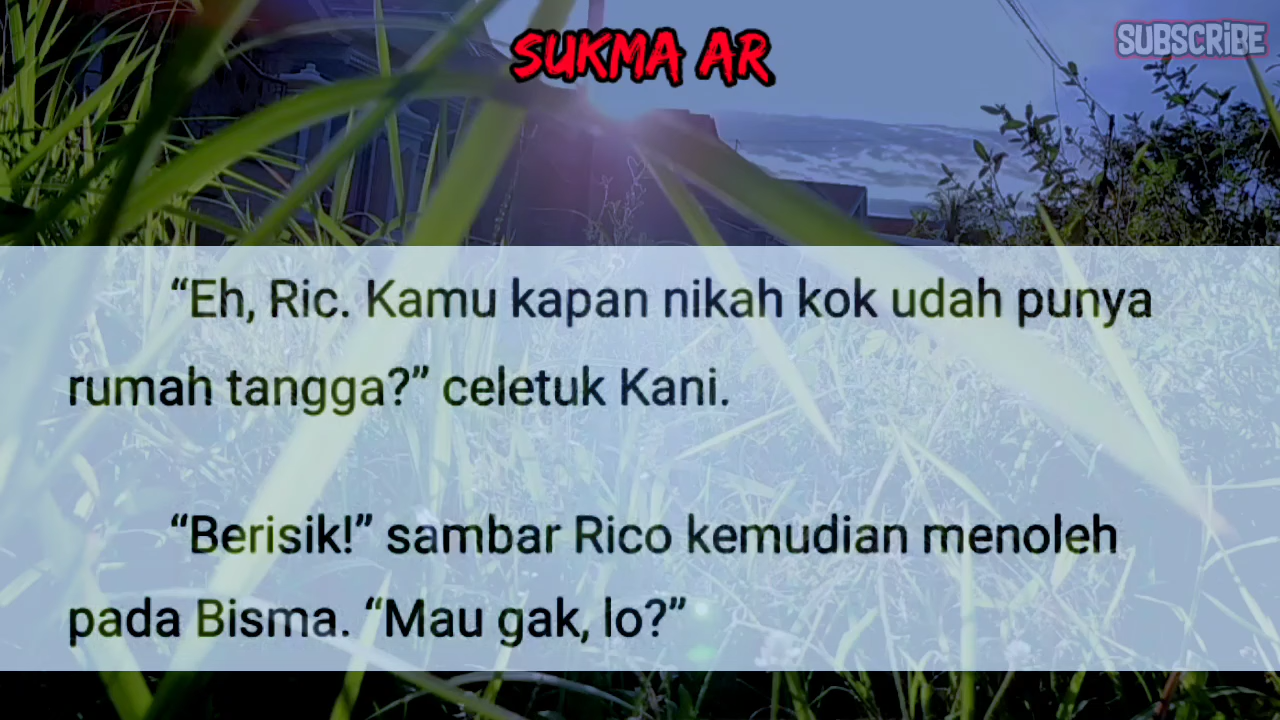 SUKMA AR
SUBSCRiBE
“Eh, Ric. Kamu kapan nikah kok udah punya
rumah tangga?” celetuk Kani.
“Berisik!” sambar Rico kemudian menoleh
pada Bisma. “Mau gak, lo?”